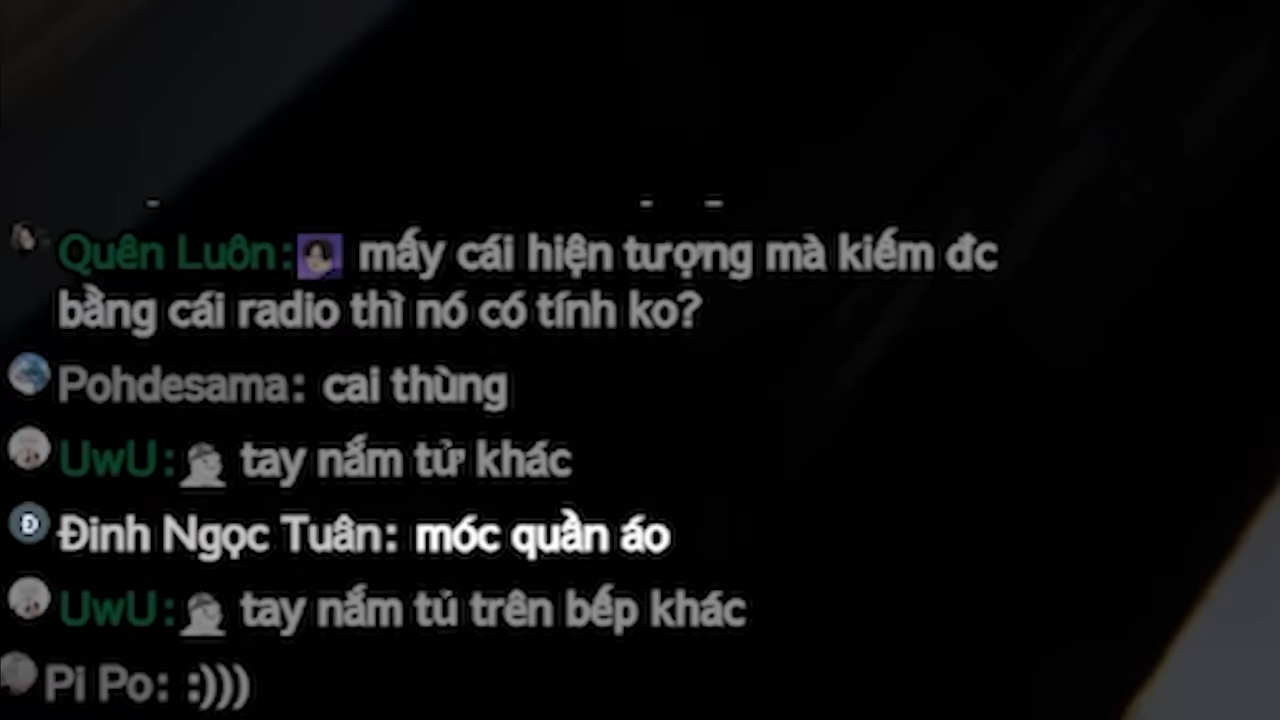 Quên Luôn: mấy cái hiện tượng mà kiếm đc
bằng cái radio thì nó có tính ko?
Pohdesama: cai thùng
UwU: tay nắm tử khác
Đ Đinh Ngọc Tuân: móc quần áo
UwU: tay nắm tủ trên bếp khác
Pi Po: :)))